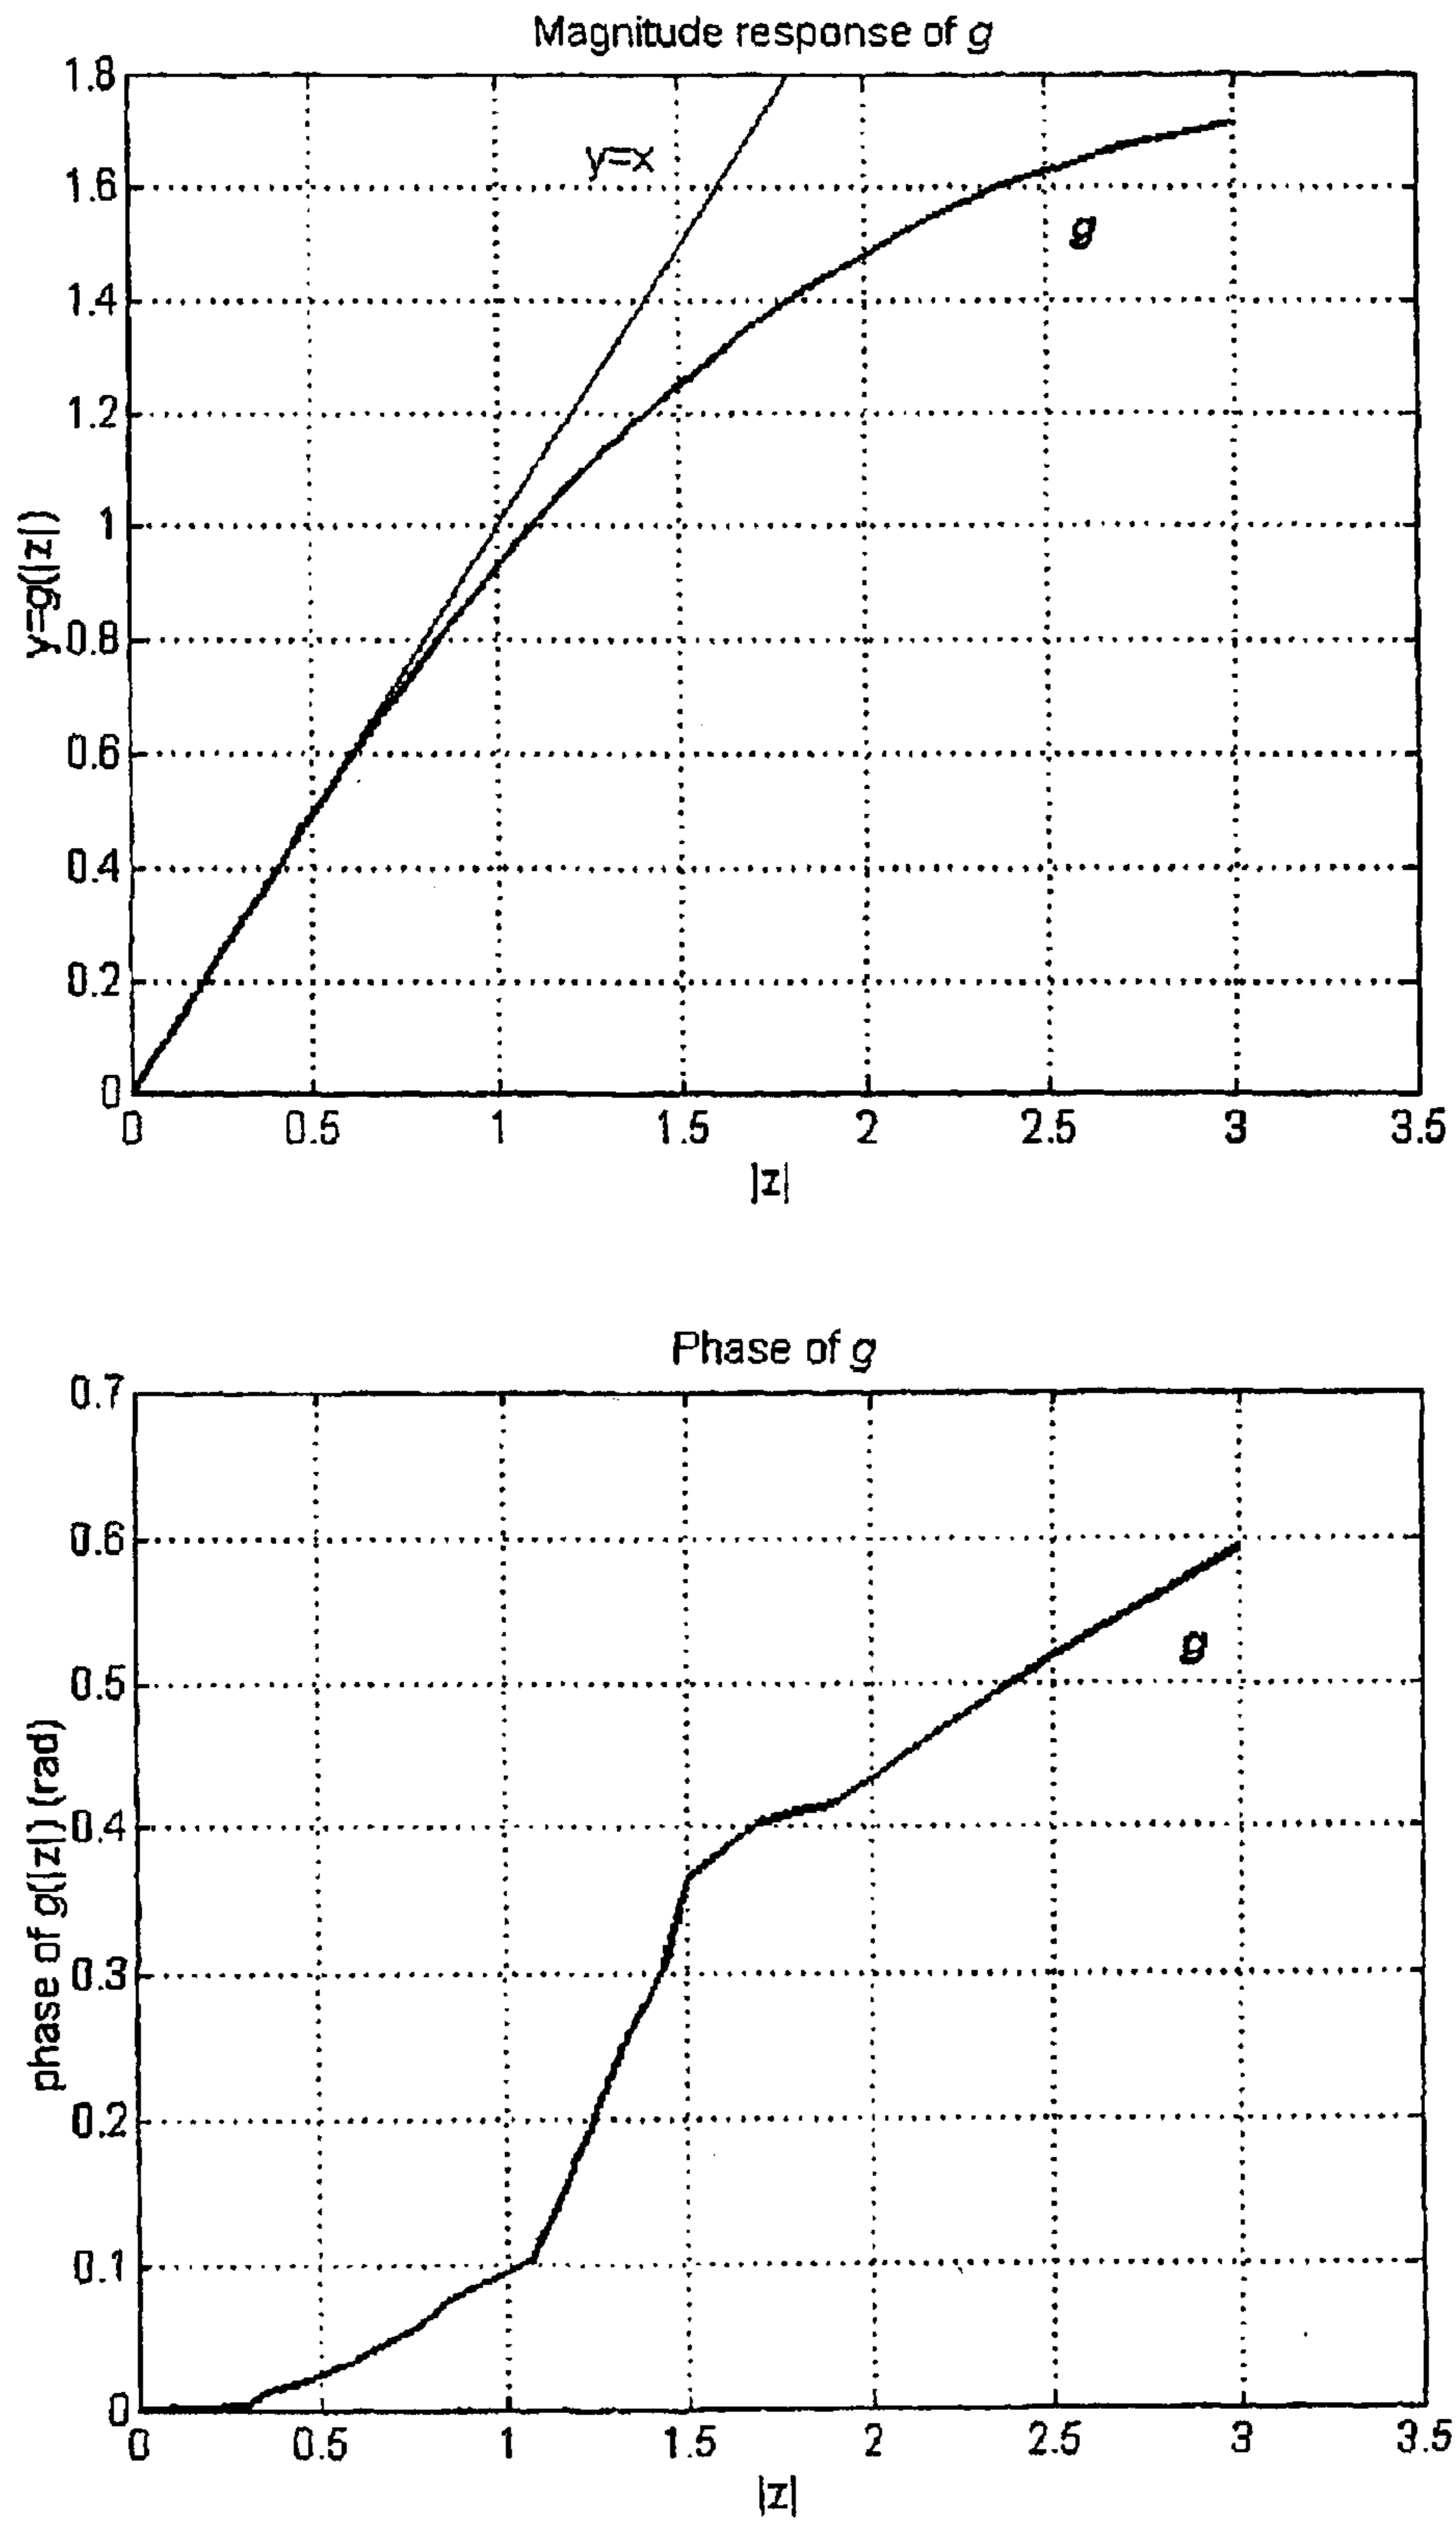 Magnitude response of g
1.8
1.6
1.4
1.2
1
0.8
0.6
0.4
0.2
0
y=g(|z|)
y=x
g
0 0.5 1 1.5 2 2.5 3 3.5
|z|
Phase of g
0.7
0.6
0.5
0.4
0.3
0.2
0.1
0
phase of g(|z|) (rad)
g
0 0.5 1 1.5 2 2.5 3 3.5
|z|